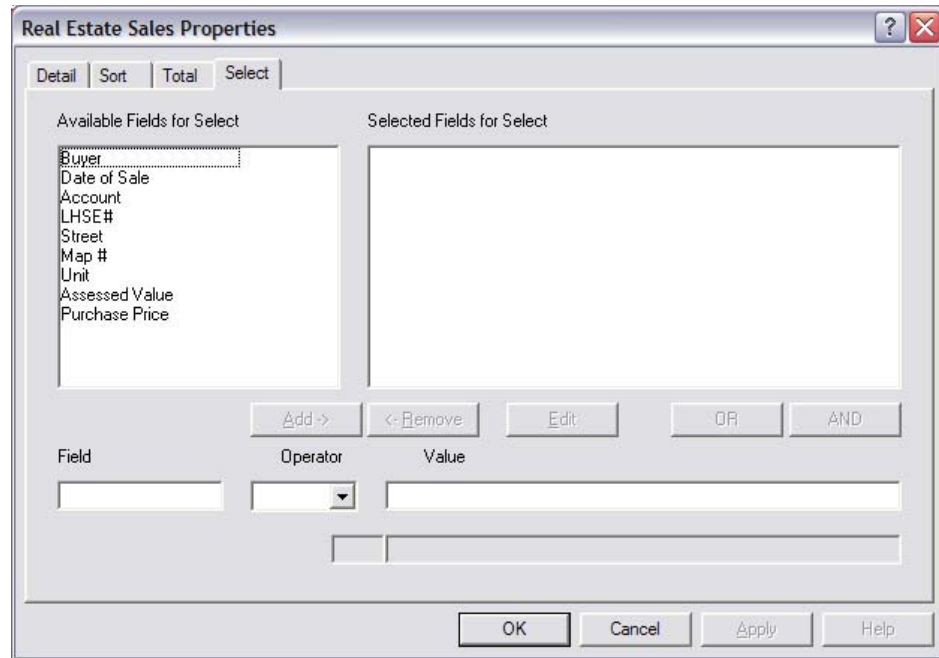 Real Estate Sales Properties
Detail Sort Total Select
Available Fields for Select Selected Fields for Select
Buyer
Date of Sale
Account
LHSE#
Street
Map #
Unit
Assessed Value
Purchase Price
Add -> <- Remove Edit OR AND
Field Operator Value
OK Cancel Apply Help